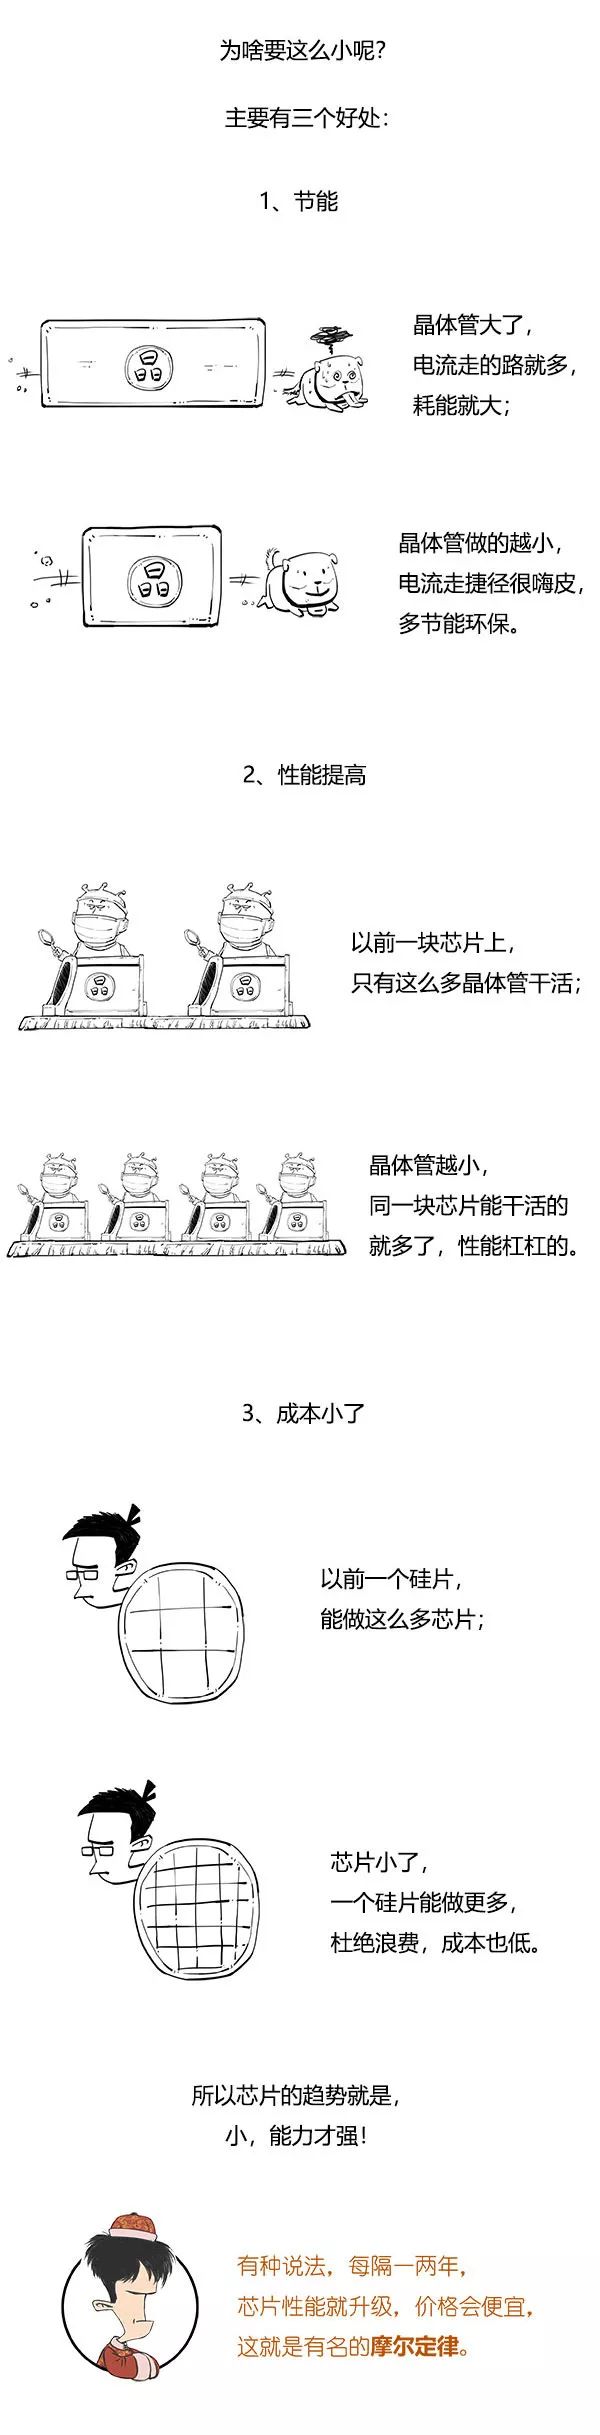 为啥要这么小呢？
主要有三个好处：
1、节能
晶
晶体管大了，
电流走的路就多，
耗能就大；
晶
晶体管做的越小，
电流走捷径很嗨皮，
多节能环保。
2、性能提高
晶 晶
以前一块芯片上，
只有这么多晶体管干活；
晶 晶 晶 晶
晶体管越小，
同一块芯片能干活的
就多了，性能杠杠的。
3、成本小了
以前一个硅片，
能做这么多芯片；
芯片小了，
一个硅片能做更多，
杜绝浪费，成本也低。
所以芯片的趋势就是，
小，能力才强！
有种说法，每隔一两年，
芯片性能就升级，价格会便宜，
这就是有名的摩尔定律。